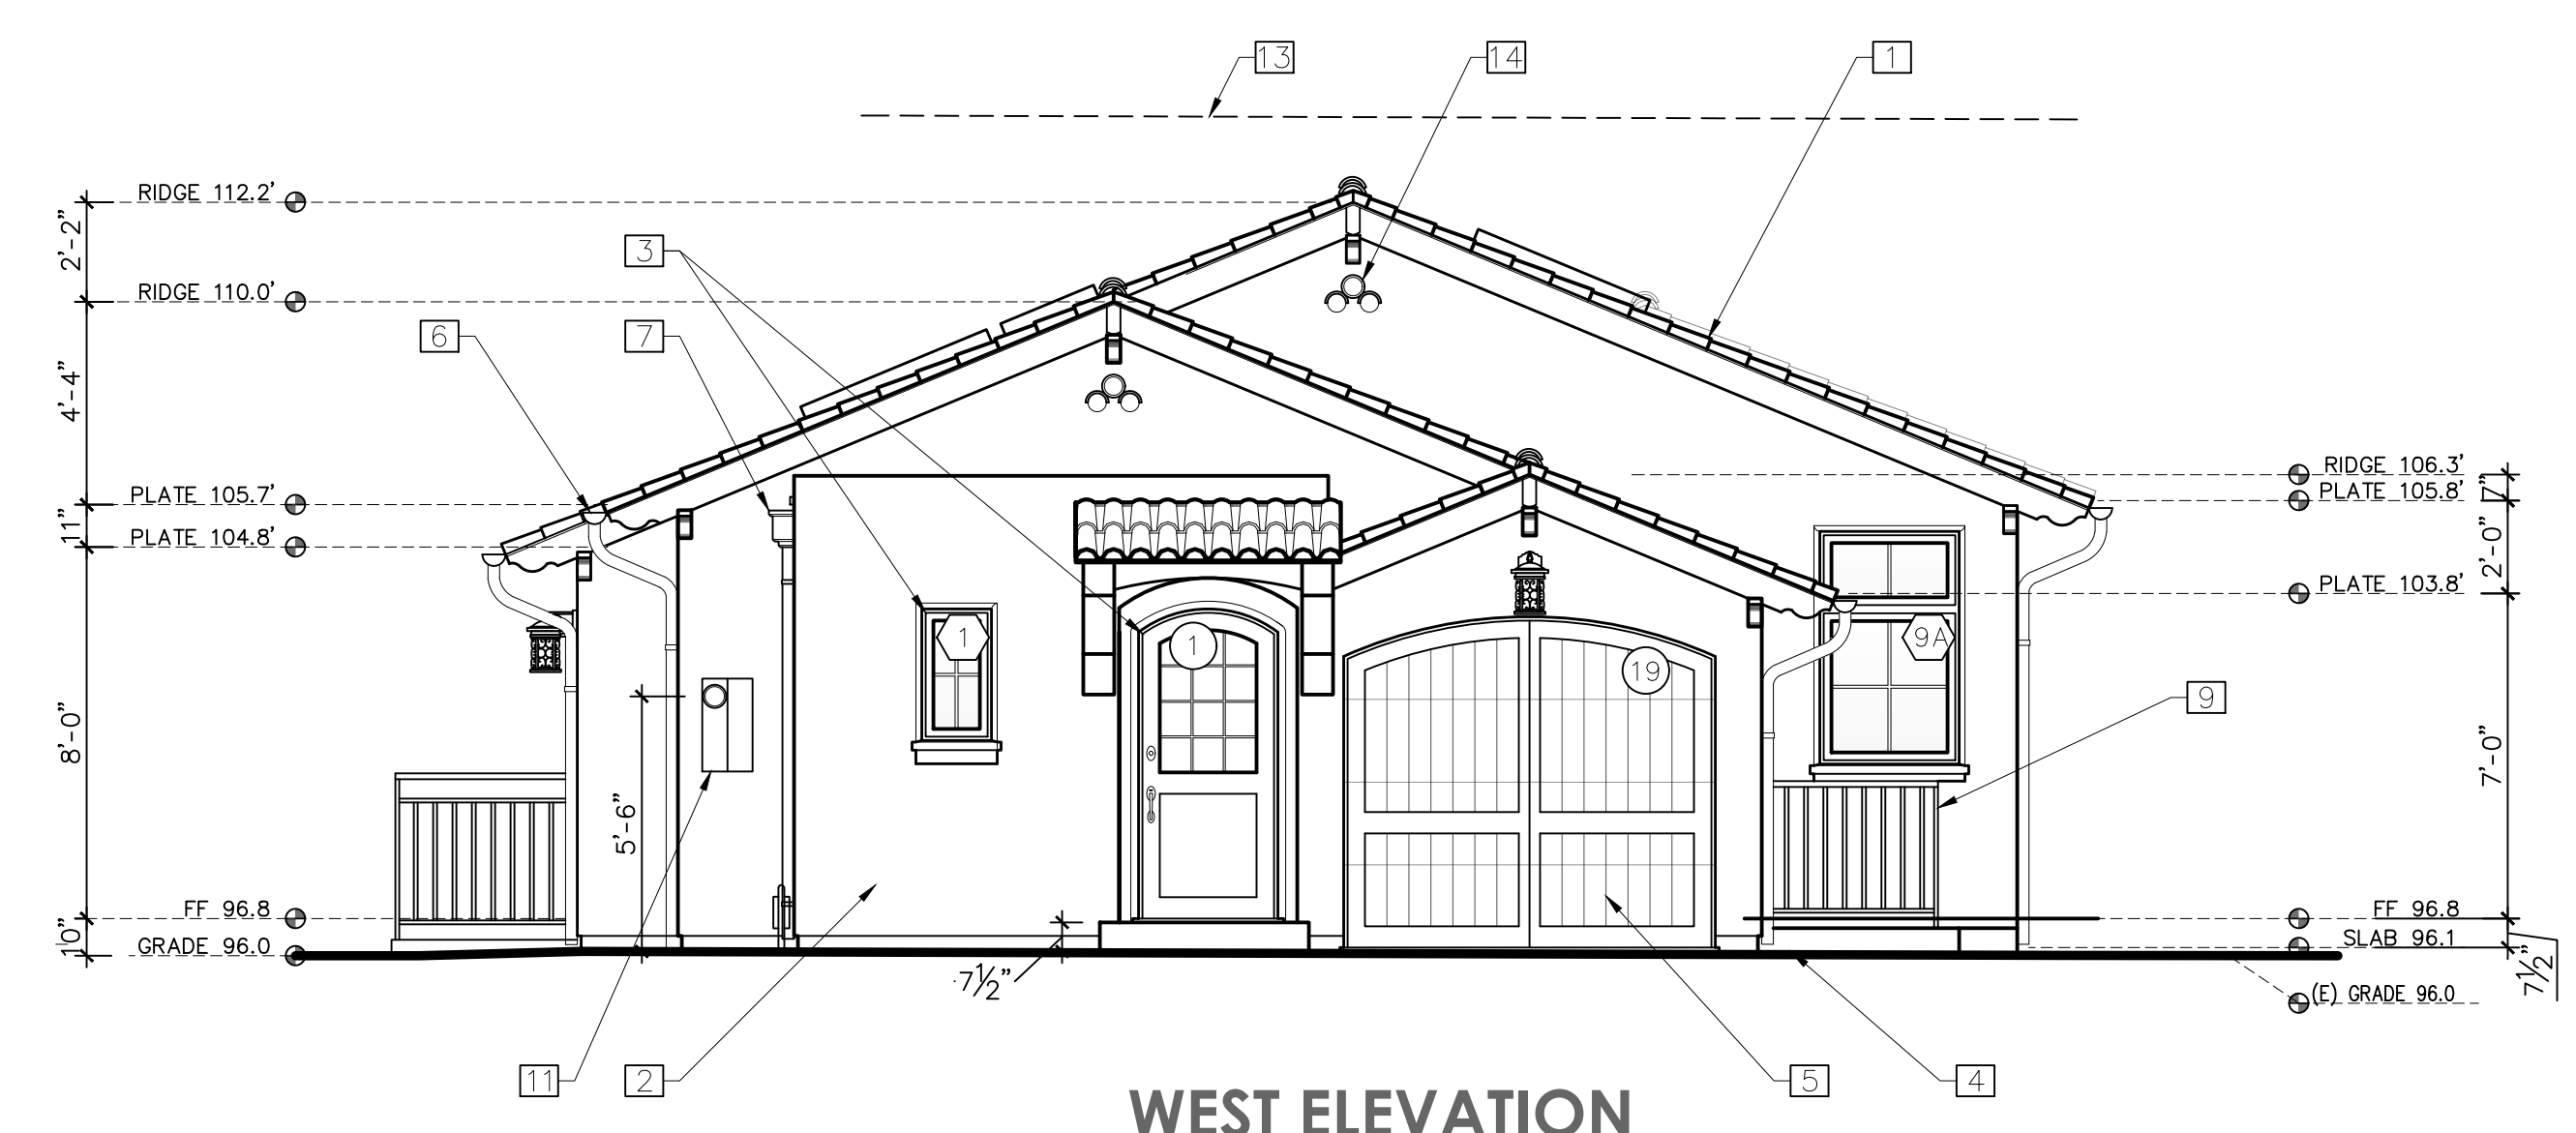 13
14
1
RIDGE 112.2'
2'-2"
3
RIDGE 110.0'
6
7
4'-4"
RIDGE 106.3'
PLATE 105.8'
7"
PLATE 105.7'
11"
PLATE 104.8'
2'-0"
PLATE 103.8'
1
1
19
9A
9
8'-0"
5'-6"
7'-0"
FF 96.8
FF 96.8
1'0"
GRADE 96.0
SLAB 96.1
7½"
7½"
(E) GRADE 96.0
11
2
5
4
WEST ELEVATION